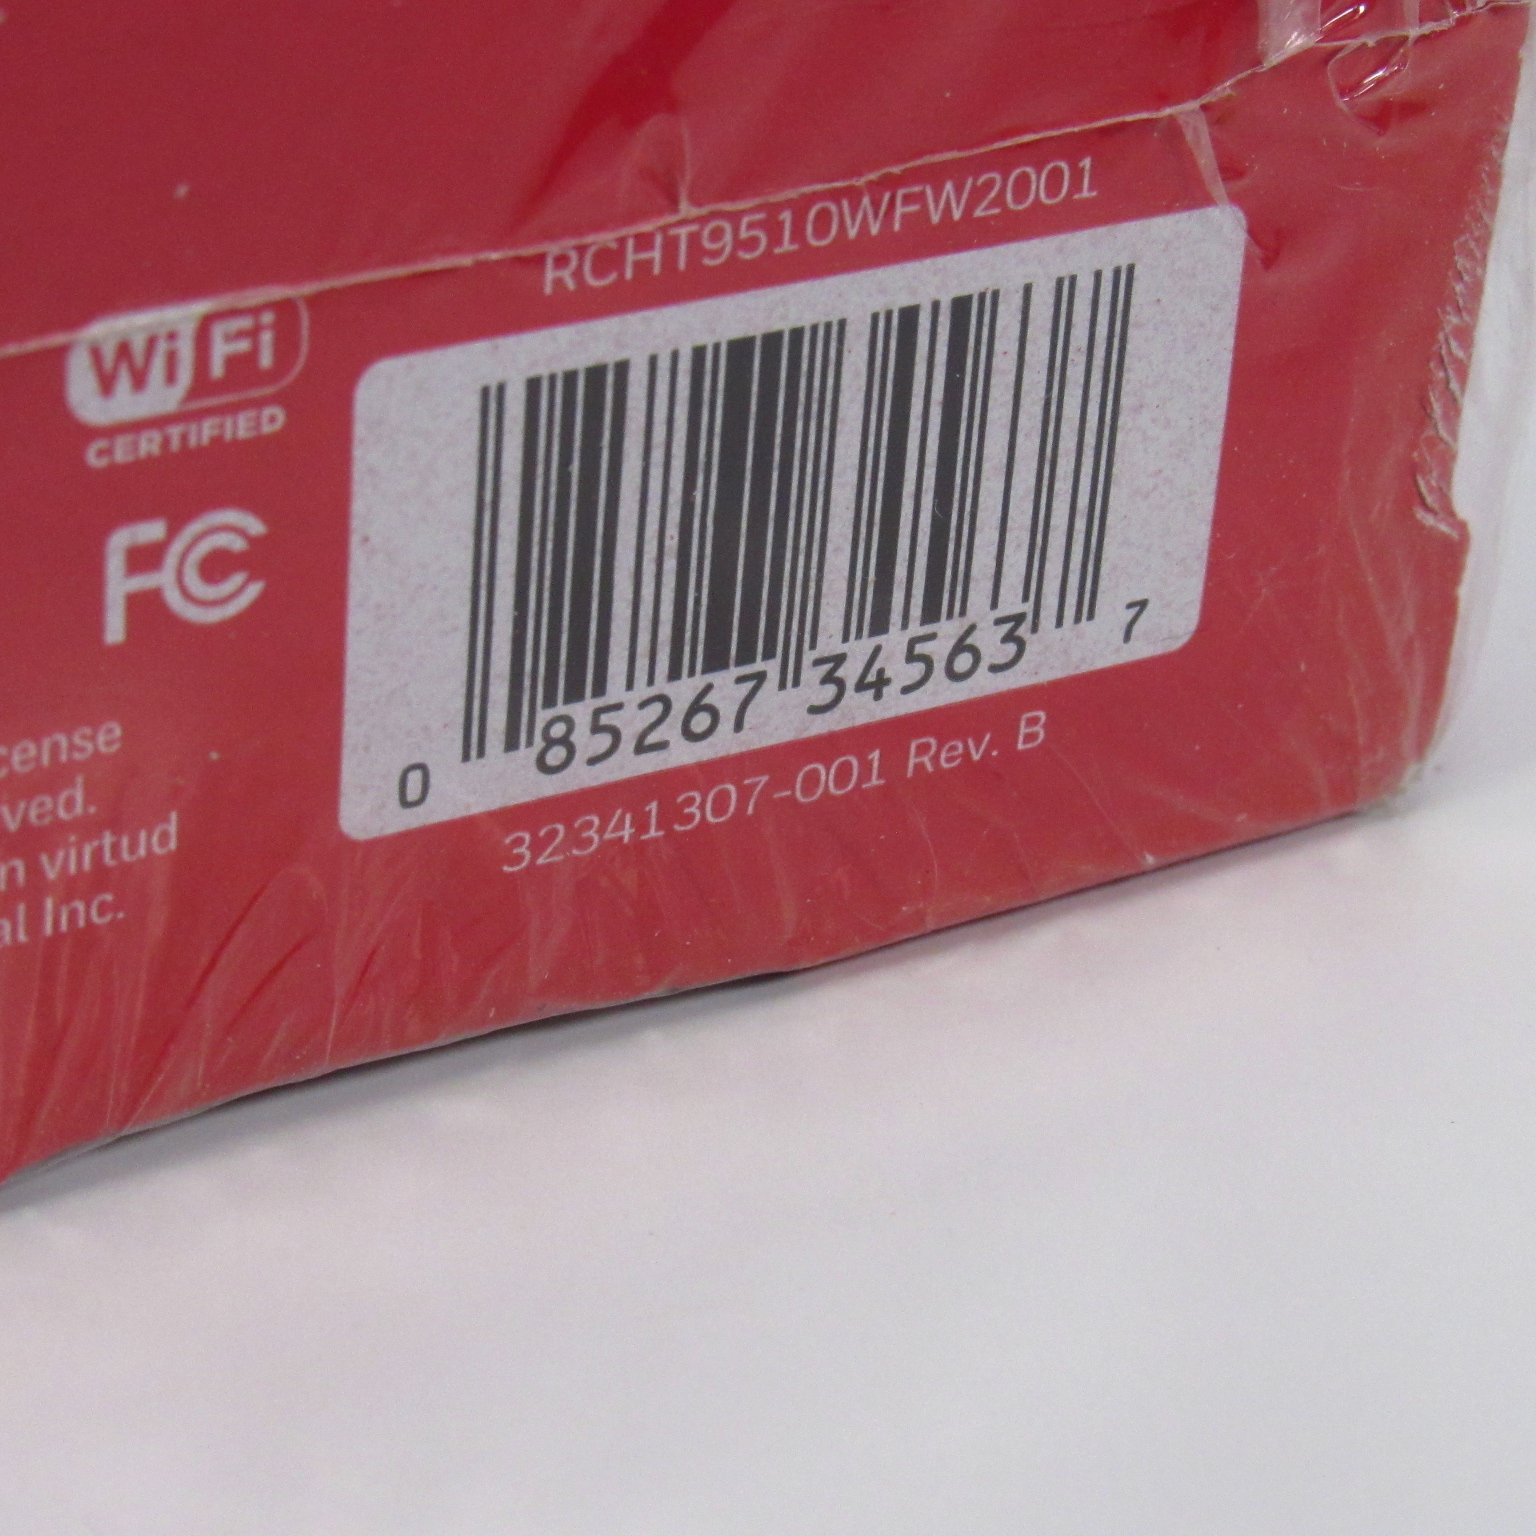 RCHT9510WFW2001
Wi Fi
CERTIFIED
FC
0 85267 34563 7
32341307-001 Rev. B
cense
ved.
n virtud
al Inc.